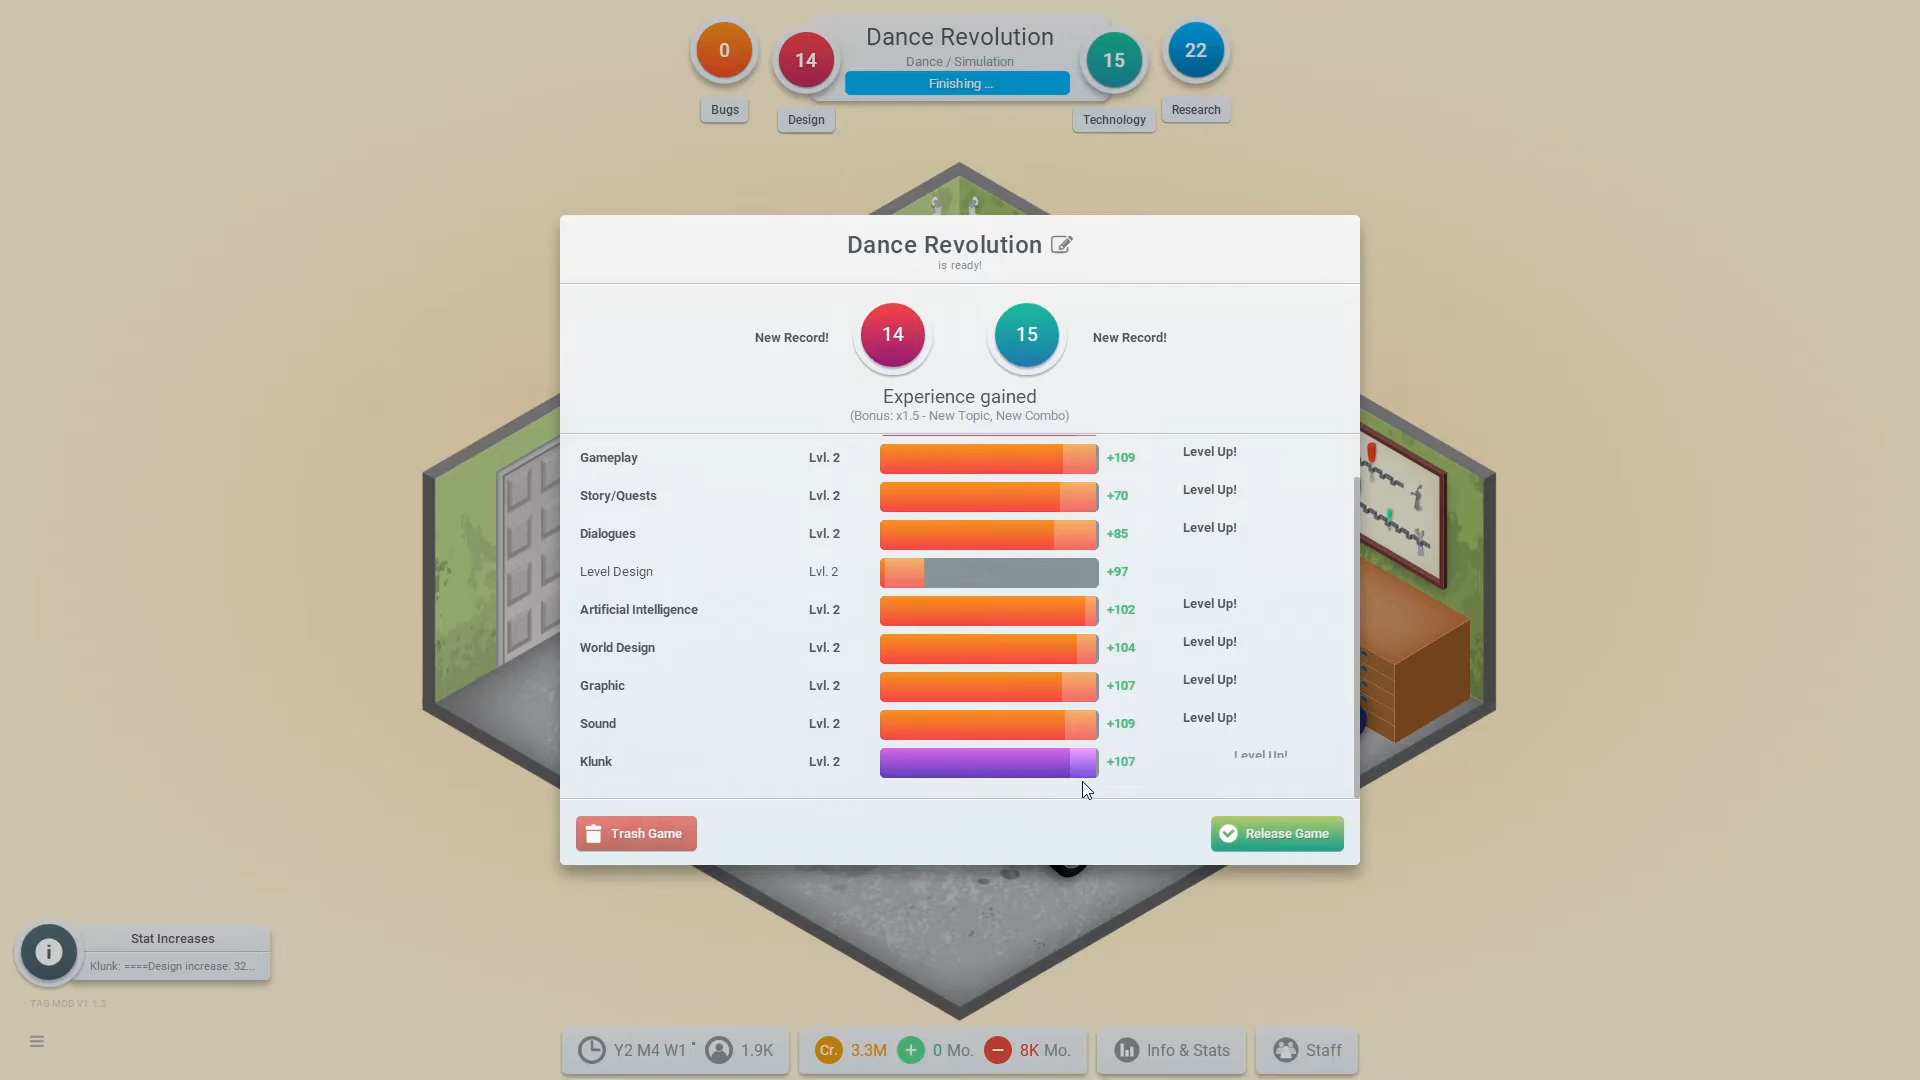 0
Bugs
14
Design
Dance Revolution
Dance / Simulation
Finishing ...
15
Technology
22
Research
Dance Revolution
is ready!
New Record!
14
15
New Record!
Experience gained
(Bonus: x1.5 - New Topic, New Combo)
Gameplay Lvl. 2 +109 Level Up!
Story/Quests Lvl. 2 +70 Level Up!
Dialogues Lvl. 2 +85 Level Up!
Level Design Lvl. 2 +97
Artificial Intelligence Lvl. 2 +102 Level Up!
World Design Lvl. 2 +104 Level Up!
Graphic Lvl. 2 +107 Level Up!
Sound Lvl. 2 +109 Level Up!
Klunk Lvl. 2 +107 Level Up!
Trash Game
Release Game
Stat Increases
Klunk: ====Design increase: 32...
TAG MOD V1.1.3
Y2 M4 W1
1.9K
Cr. 3.3M
0 Mo.
8K Mo.
Info & Stats
Staff